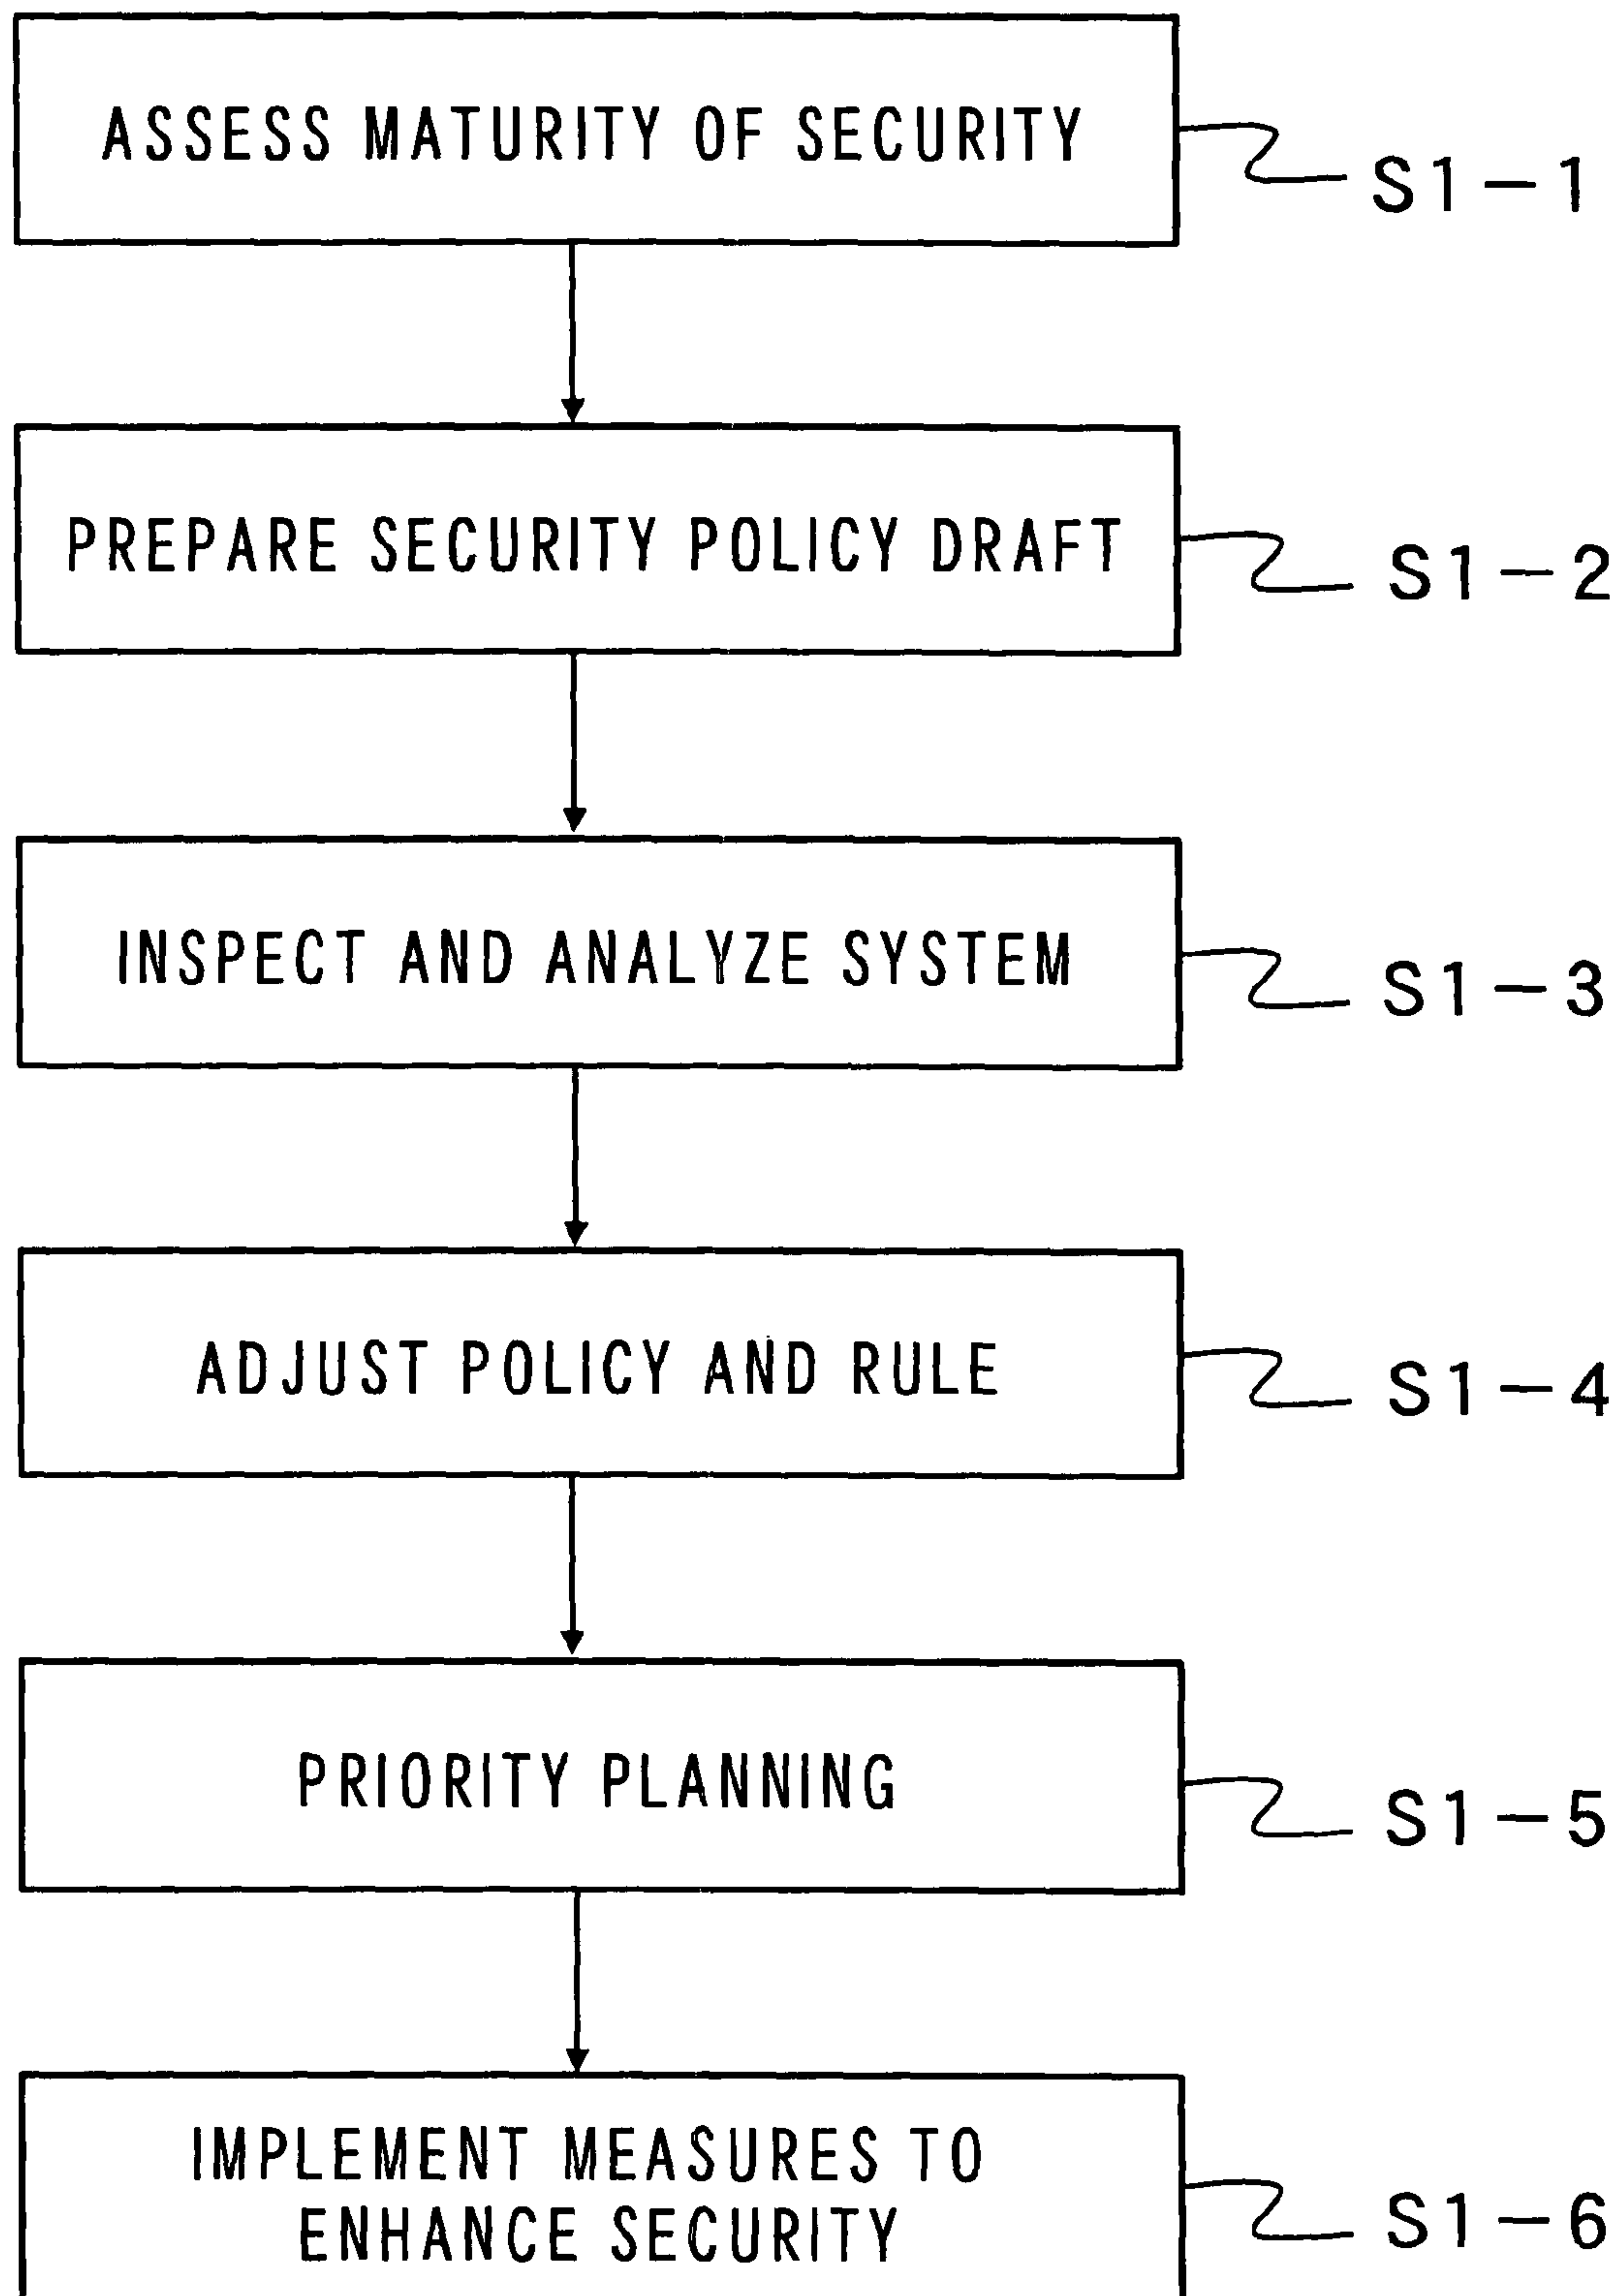 ASSESS MATURITY OF SECURITY
S1-1
PREPARE SECURITY POLICY DRAFT
S1-2
INSPECT AND ANALYZE SYSTEM
S1-3
ADJUST POLICY AND RULE
S1-4
PRIORITY PLANNING
S1-5
IMPLEMENT MEASURES TO
ENHANCE SECURITY
S1-6